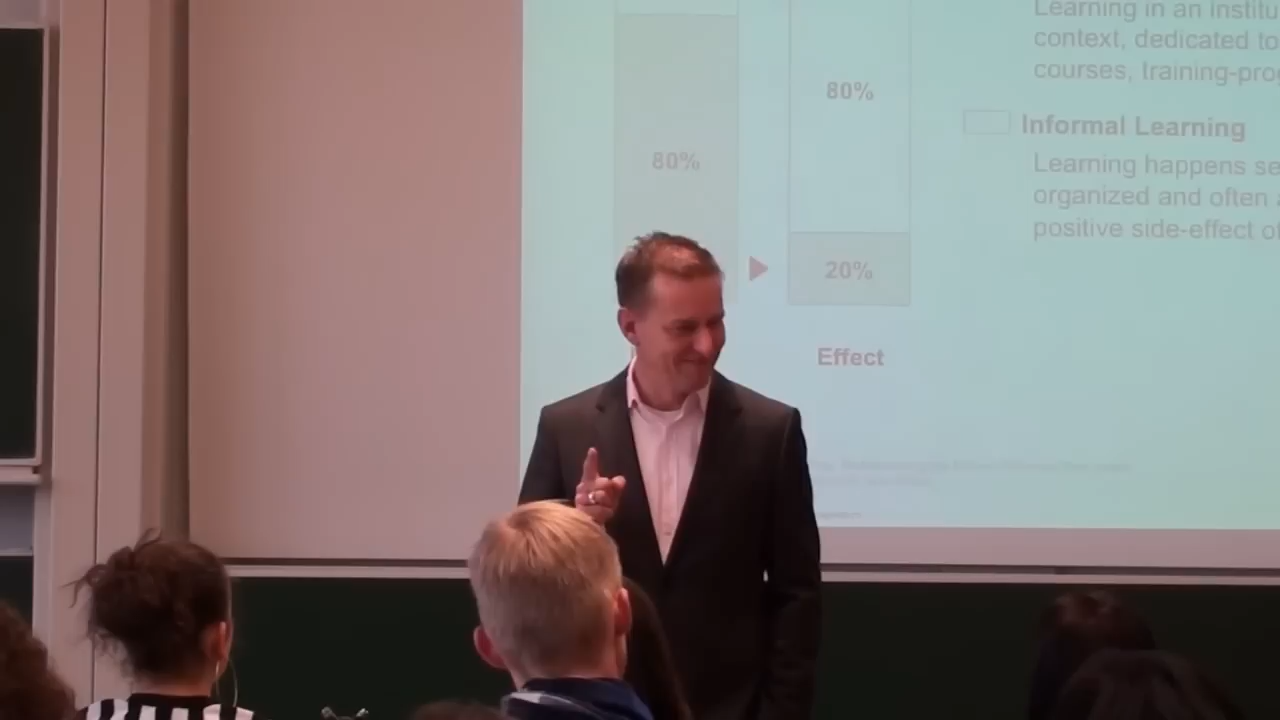 Learning in an institu
context, dedicated to
courses, training-pro
80%
Informal Learning
80%
Learning happens se
organized and often a
positive side-effect of
20%
Effect